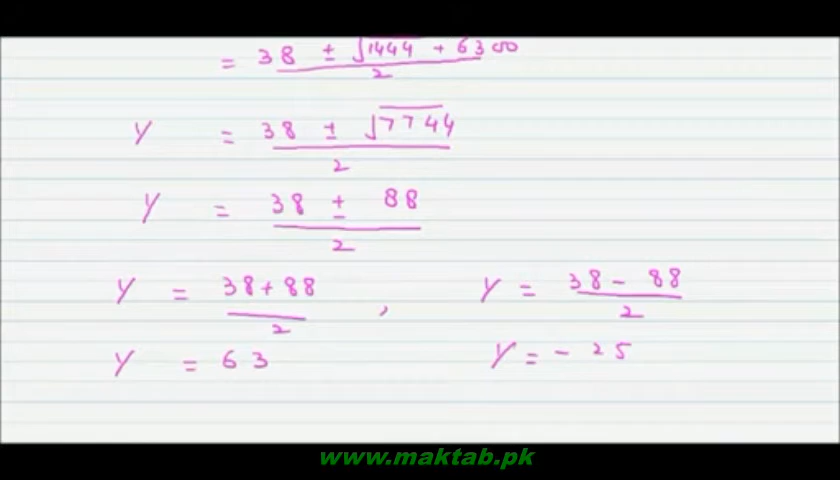 = 38 ± √1444 + 6300
2
Y = 38 ± √7744
2
Y = 38 ± 88
2
Y = 38 + 88 , Y = 38 - 88
2 2
Y = 63 Y = - 25
www.maktab.pk